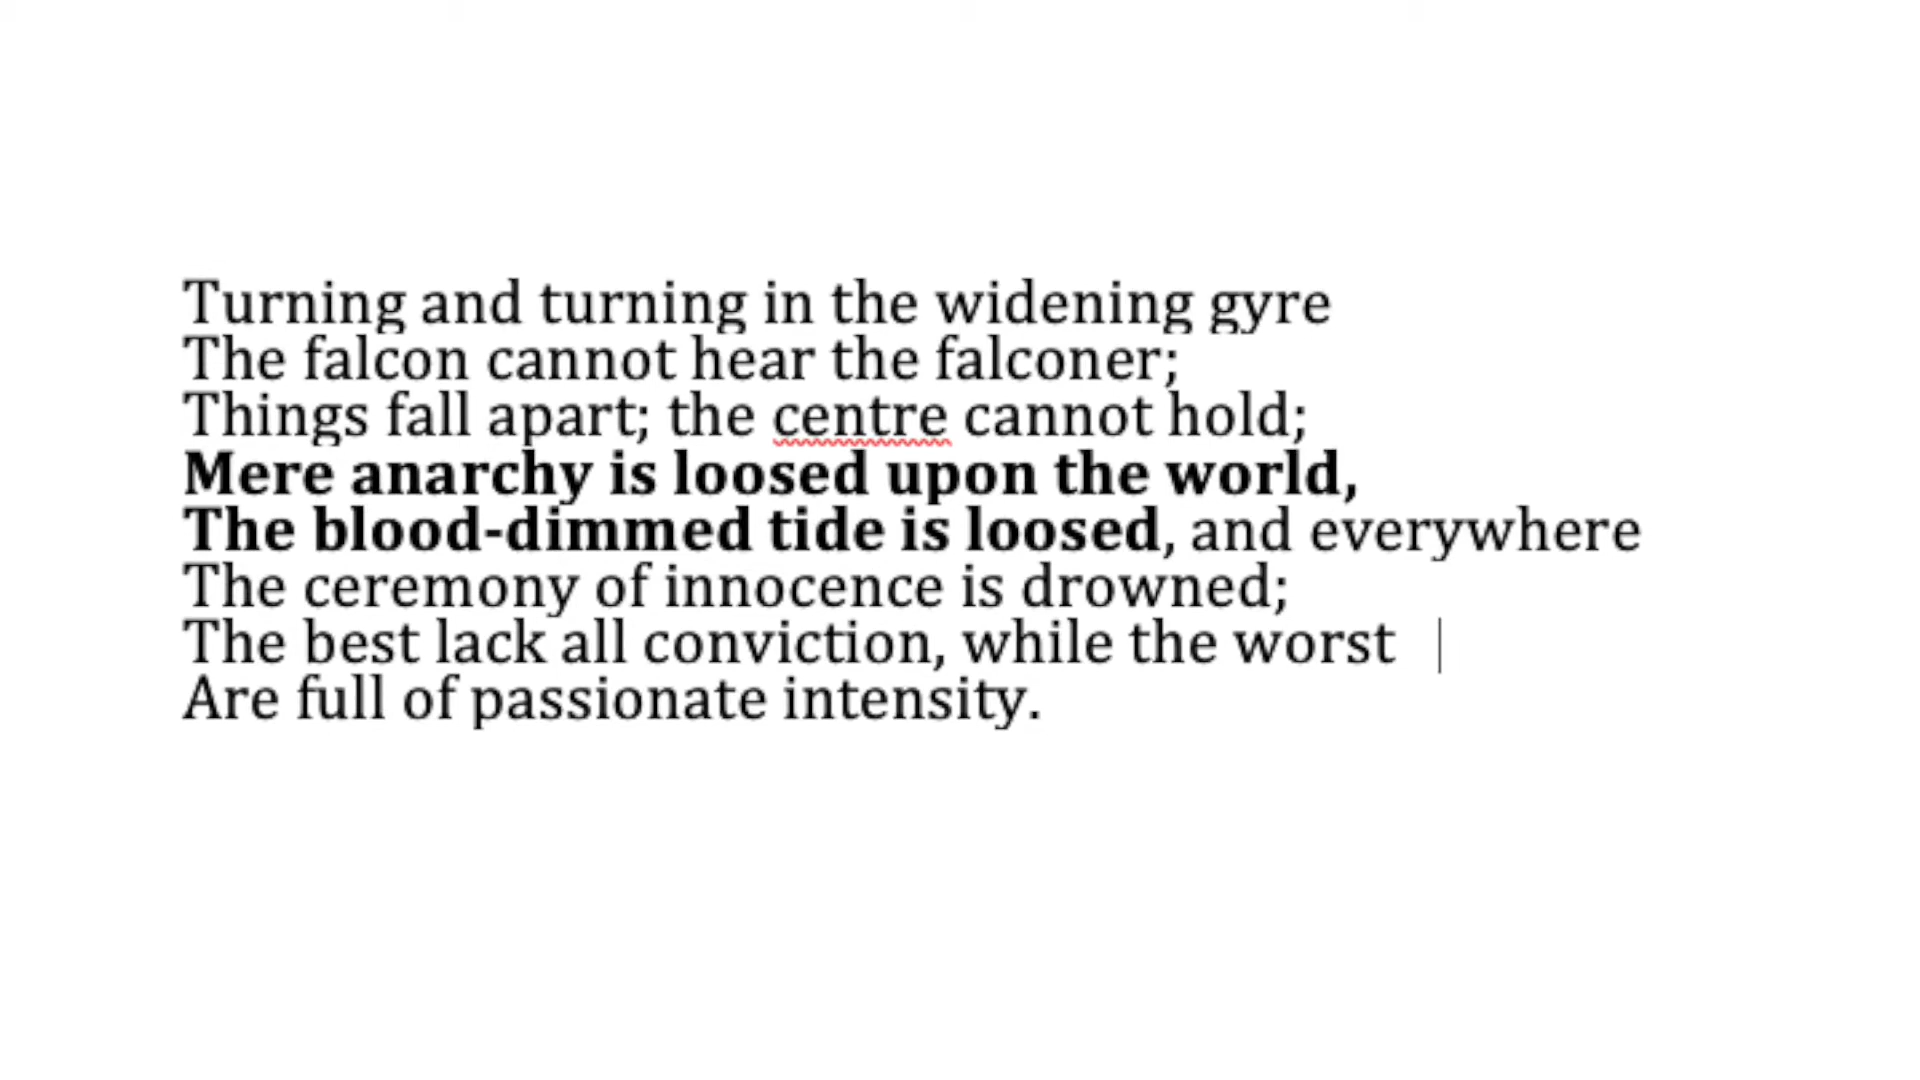 Turning and turning in the widening gyre
The falcon cannot hear the falconer;
Things fall apart; the centre cannot hold;
Mere anarchy is loosed upon the world,
The blood-dimmed tide is loosed, and everywhere
The ceremony of innocence is drowned;
The best lack all conviction, while the worst
Are full of passionate intensity.